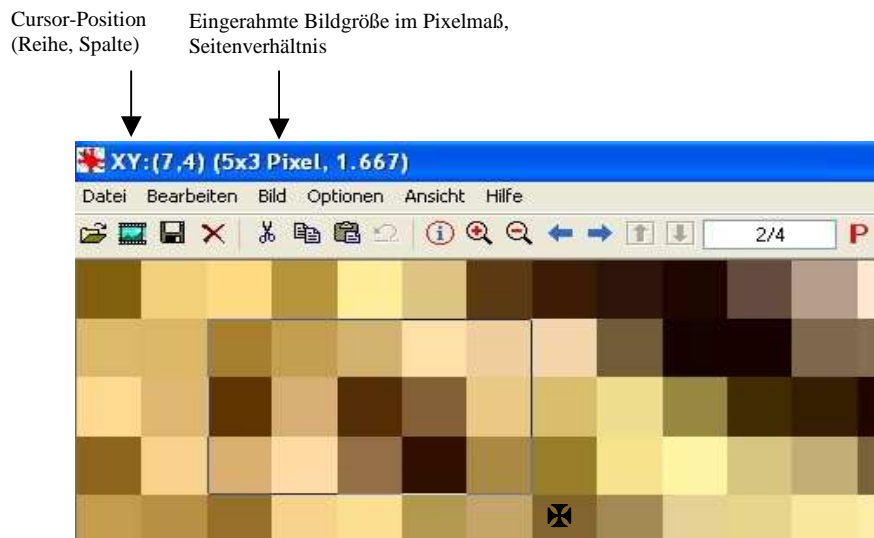 Cursor-Position
(Reihe, Spalte)
Eingerahmte Bildgröße im Pixelmaß,
Seitenverhältnis
XY:(7,4) (5x3 Pixel, 1.667)
Datei Bearbeiten Bild Optionen Ansicht Hilfe
2/4 P